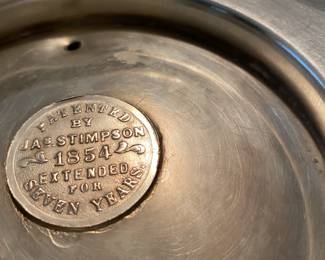 PATENTED
BY
JAS STIMPSON
1854
EXTENDED
FOR
SEVEN YEARS.